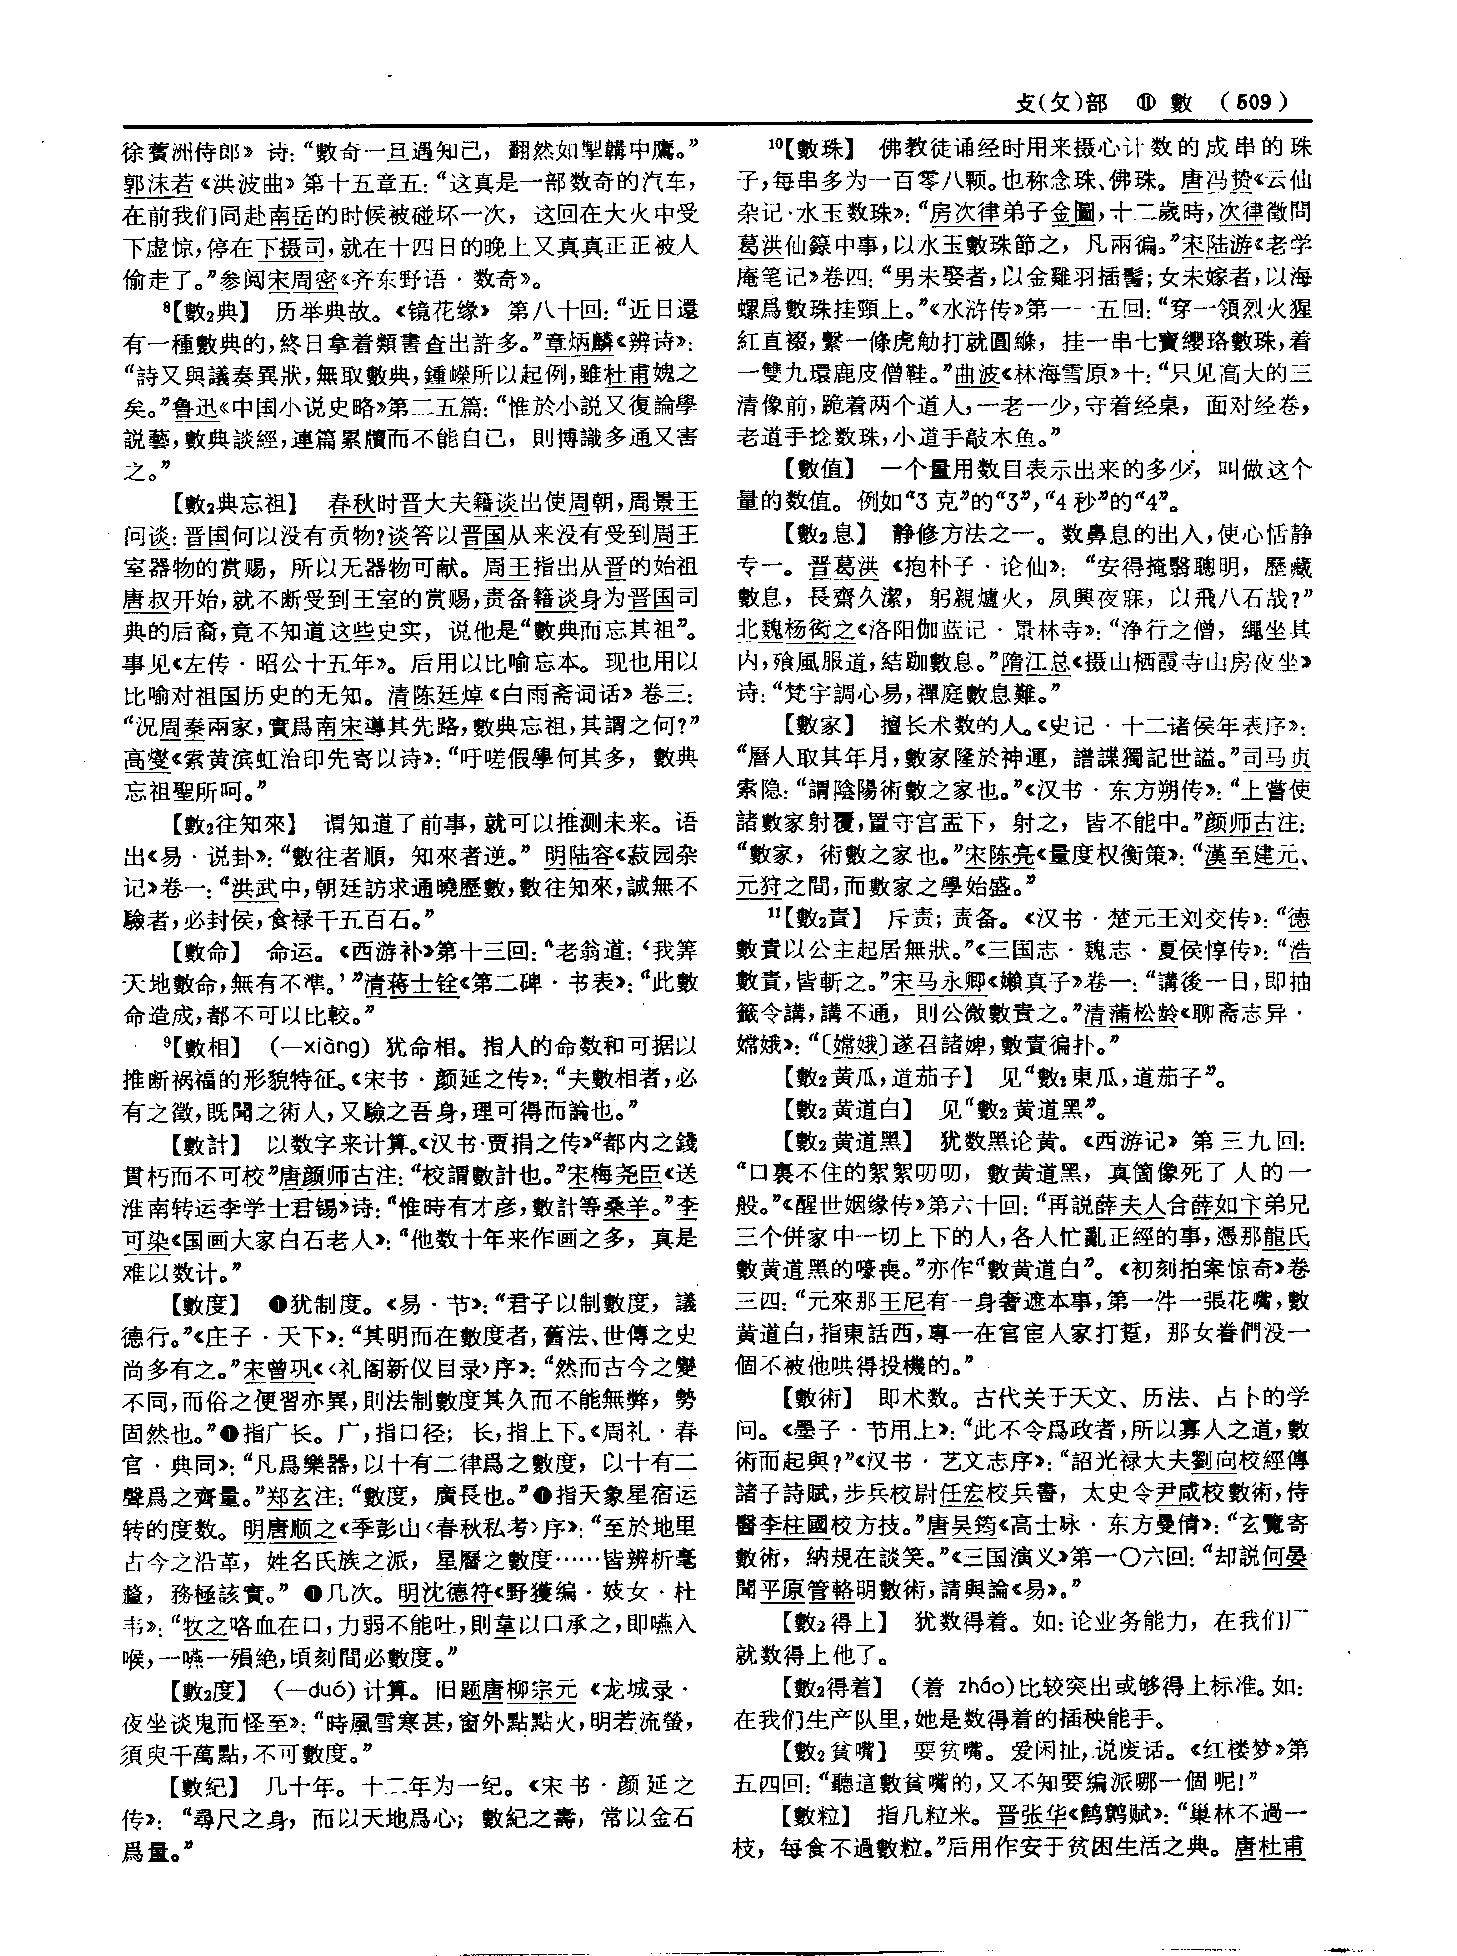 攴(攵)部 ⑪ 數 (509)
徐蕢洲侍郎》诗:“數奇一旦遇知己，翻然如掣韝中鷹。”
郭沫若《洪波曲》第十五章五:“这真是一部数奇的汽车，
在前我们同赴南岳的时候被碰坏一次，这回在大火中受
下虚惊,停在下摄司,就在十四日的晚上又真真正正被人
偷走了。”参阅宋周密《齐东野语·数奇》。
⁸【數₂典】 历举典故。《镜花缘》第八十回:“近日還
有一種數典的,終日拿着類書查出許多。”章炳麟《辨诗》:
“詩又與議奏異狀,無取數典,鍾嶸所以起例,雖杜甫媿之
矣。”鲁迅《中国小说史略》第二五篇:“惟於小説又復論學
説藝,數典談經,連篇累牘而不能自已，則博識多通又害
之。”
【數₂典忘祖】 春秋时晋大夫籍谈出使周朝,周景王
问谈:晋国何以没有贡物?谈答以晋国从来没有受到周王
室器物的赏赐，所以无器物可献。周王指出从晋的始祖
唐叔开始,就不断受到王室的赏赐,责备籍谈身为晋国司
典的后裔,竟不知道这些史实，说他是“數典而忘其祖”。
事见《左传·昭公十五年》。后用以比喻忘本。现也用以
比喻对祖国历史的无知。清陈廷焯《白雨斋词话》卷三:
“况周秦兩家,實爲南宋導其先路,數典忘祖,其謂之何?”
高燮《索黄滨虹治印先寄以诗》:“吁嗟假學何其多，數典
忘祖聖所呵。”
【數₂往知來】 谓知道了前事,就可以推测未来。语
出《易·说卦》:“數往者順，知來者逆。”明陆容《菽园杂
记》卷一:“洪武中,朝廷訪求通曉歷數,數往知來,誠無不
驗者,必封侯,食禄千五百石。”
【數命】 命运。《西游补》第十三回:“老翁道:‘我筭
天地數命,無有不準。’”清蒋士铨《第二碑·书表》:“此數
命造成,都不可以比較。”
⁹【數相】 (—xiàng) 犹命相。指人的命数和可据以
推断祸福的形貌特征。《宋书·颜延之传》:“夫數相者,必
有之徵,既聞之術人,又驗之吾身,理可得而論也。”
【數計】 以数字来计算。《汉书·贾捐之传》“都内之錢
貫朽而不可校”唐颜师古注:“校謂數計也。”宋梅尧臣《送
淮南转运李学士君锡》诗:“惟時有才彦,數計等桑羊。”李
可染《国画大家白石老人》:“他数十年来作画之多，真是
难以数计。”
【數度】 ❶犹制度。《易·节》:“君子以制數度，議
德行。”《庄子·天下》:“其明而在數度者,舊法、世傳之史
尚多有之。”宋曾巩《〈礼阁新仪目录〉序》:“然而古今之變
不同,而俗之便習亦異,則法制數度其久而不能無弊，勢
固然也。”❶指广长。广,指口径；长,指上下。《周礼·春
官·典同》:“凡爲樂器,以十有二律爲之數度，以十有二
聲爲之齊量。”郑玄注:“數度，廣長也。”❶指天象星宿运
转的度数。明唐顺之《季彭山〈春秋私考〉序》:“至於地里
古今之沿革，姓名氏族之派，星曆之數度……皆辨析毫
釐，務極該實。”❶几次。明沈德符《野獲编·妓女·杜
韦》:“牧之咯血在口,力弱不能吐,則韋以口承之,即嚥入
喉,一嚥一殞絶,頃刻間必數度。”
【數₂度】 (—duó) 计算。旧题唐柳宗元《龙城录·
夜坐谈鬼而怪至》:“時風雪寒甚,窗外點點火,明若流螢，
須臾千萬點,不可數度。”
【數紀】 几十年。十二年为一纪。《宋书·颜延之
传》:“尋尺之身，而以天地爲心；數紀之壽，常以金石
爲量。”
¹⁰【數珠】 佛教徒诵经时用来摄心计数的成串的珠
子,每串多为一百零八颗。也称念珠、佛珠。唐冯贽《云仙
杂记·水玉数珠》:“房次律弟子金圖,十二歲時,次律徵問
葛洪仙籙中事,以水玉數珠節之，凡兩徧。”宋陆游《老学
庵笔记》卷四:“男未娶者,以金雞羽插髻;女未嫁者,以海
螺爲數珠挂頸上。”《水浒传》第一一五回:“穿一領烈火猩
紅直裰,繫一條虎觔打就圓縧，挂一串七寶纓珞數珠,着
一雙九環鹿皮僧鞋。”曲波《林海雪原》十:“只见高大的三
清像前,跪着两个道人,一老一少,守着经桌，面对经卷，
老道手捻数珠,小道手敲木鱼。”
【數值】 一个量用数目表示出来的多少，叫做这个
量的数值。例如“3 克”的“3”,“4 秒”的“4”。
【數₂息】 静修方法之一。数鼻息的出入,使心恬静
专一。晋葛洪《抱朴子·论仙》:“安得掩翳聰明，歷藏
數息，長齋久潔，躬親爐火，夙興夜寐，以飛八石哉?”
北魏杨衒之《洛阳伽蓝记·景林寺》:“净行之僧，繩坐其
内,飡風服道,結跏數息。”隋江总《摄山栖霞寺山房夜坐》
诗:“梵宇調心易,禪庭數息難。”
【數家】 擅长术数的人。《史记·十二诸侯年表序》:
“曆人取其年月,數家隆於神運，譜諜獨記世謚。”司马贞
索隐:“謂陰陽術數之家也。”《汉书·东方朔传》:“上嘗使
諸數家射覆,置守宫盂下，射之，皆不能中。”颜师古注:
“數家，術數之家也。”宋陈亮《量度权衡策》:“漢至建元、
元狩之間,而數家之學始盛。”
¹¹【數₂責】 斥责；责备。《汉书·楚元王刘交传》:“德
數責以公主起居無狀。”《三国志·魏志·夏侯惇传》:“浩
數責,皆斬之。”宋马永卿《嬾真子》卷一:“講後一日,即抽
籤令講,講不通，則公微數責之。”清蒲松龄《聊斋志异·
嫦娥》:“〔嫦娥〕遂召諸婢,數責徧扑。”
【數₂黄瓜,道茄子】 见“數₂東瓜,道茄子”。
【數₂黄道白】 见“數₂黄道黑”。
【數₂黄道黑】 犹数黑论黄。《西游记》第三九回:
“口裏不住的絮絮叨叨，數黄道黑，真箇像死了人的一
般。”《醒世姻缘传》第六十回:“再説薛夫人合薛如卞弟兄
三个併家中一切上下的人,各人忙亂正經的事,憑那龍氏
數黄道黑的嚎喪。”亦作“數黄道白”。《初刻拍案惊奇》卷
三四:“元來那王尼有一身奢遮本事,第一件一張花嘴,數
黄道白,指東話西,專一在官宦人家打踅，那女眷們没一
個不被他哄得投機的。”
【數術】 即术数。古代关于天文、历法、占卜的学
问。《墨子·节用上》:“此不令爲政者,所以寡人之道,數
術而起與?”《汉书·艺文志序》:“詔光禄大夫劉向校經傳
諸子詩賦,步兵校尉任宏校兵書，太史令尹咸校數術,侍
醫李柱國校方技。”唐吴筠《高士咏·东方曼倩》:“玄覽寄
數術，納規在談笑。”《三国演义》第一〇六回:“却説何晏
聞平原管輅明數術,請與論《易》。”
【數₂得上】 犹数得着。如:论业务能力，在我们厂
就数得上他了。
【數₂得着】 (着 zháo)比较突出或够得上标准。如:
在我们生产队里,她是数得着的插秧能手。
【數₂貧嘴】 耍贫嘴。爱闲扯,说废话。《红楼梦》第
五四回:“聽這數貧嘴的,又不知要编派哪一個呢!”
【數粒】 指几粒米。晋张华《鹪鹩赋》:“巢林不過一
枝，每食不過數粒。”后用作安于贫困生活之典。唐杜甫